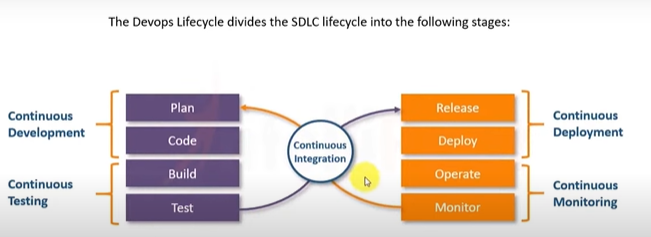 The Devops Lifecycle divides the SDLC lifecycle into the following stages:
Continuous
Development
Continuous
Testing
Plan
Code
Build
Test
Continuous
Integration
Release
Deploy
Operate
Monitor
Continuous
Deployment
Continuous
Monitoring